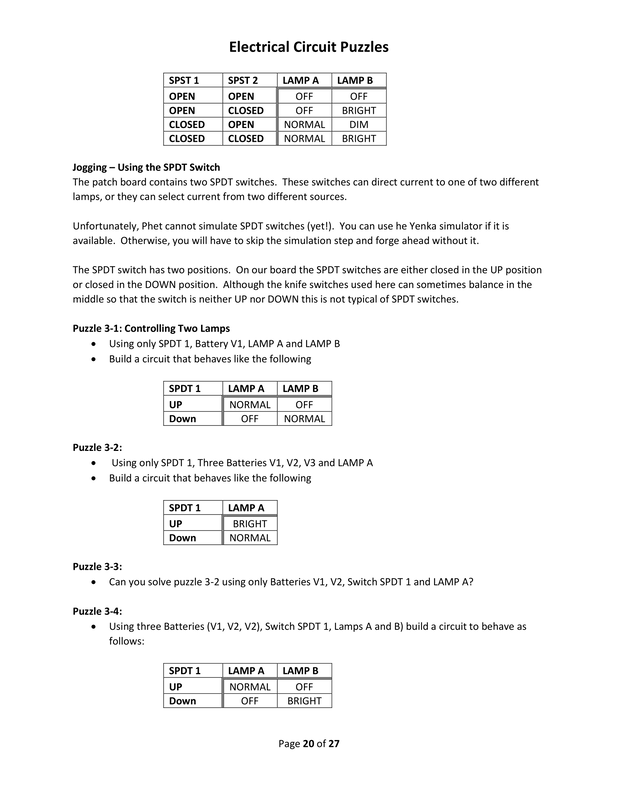 Electrical Circuit Puzzles
SPST 1 SPST 2 LAMP A LAMP B
OPEN OPEN OFF OFF
OPEN CLOSED OFF BRIGHT
CLOSED OPEN NORMAL DIM
CLOSED CLOSED NORMAL BRIGHT
Jogging – Using the SPDT Switch
The patch board contains two SPDT switches.  These switches can direct current to one of two different
lamps, or they can select current from two different sources.
Unfortunately, Phet cannot simulate SPDT switches (yet!).  You can use he Yenka simulator if it is
available.  Otherwise, you will have to skip the simulation step and forge ahead without it.
The SPDT switch has two positions.  On our board the SPDT switches are either closed in the UP position
or closed in the DOWN position.  Although the knife switches used here can sometimes balance in the
middle so that the switch is neither UP nor DOWN this is not typical of SPDT switches.
Puzzle 3-1: Controlling Two Lamps
• Using only SPDT 1, Battery V1, LAMP A and LAMP B
• Build a circuit that behaves like the following
SPDT 1 LAMP A LAMP B
UP NORMAL OFF
Down OFF NORMAL
Puzzle 3-2:
• Using only SPDT 1, Three Batteries V1, V2, V3 and LAMP A
• Build a circuit that behaves like the following
SPDT 1 LAMP A
UP BRIGHT
Down NORMAL
Puzzle 3-3:
• Can you solve puzzle 3-2 using only Batteries V1, V2, Switch SPDT 1 and LAMP A?
Puzzle 3-4:
• Using three Batteries (V1, V2, V2), Switch SPDT 1, Lamps A and B) build a circuit to behave as
follows:
SPDT 1 LAMP A LAMP B
UP NORMAL OFF
Down OFF BRIGHT
Page 20 of 27